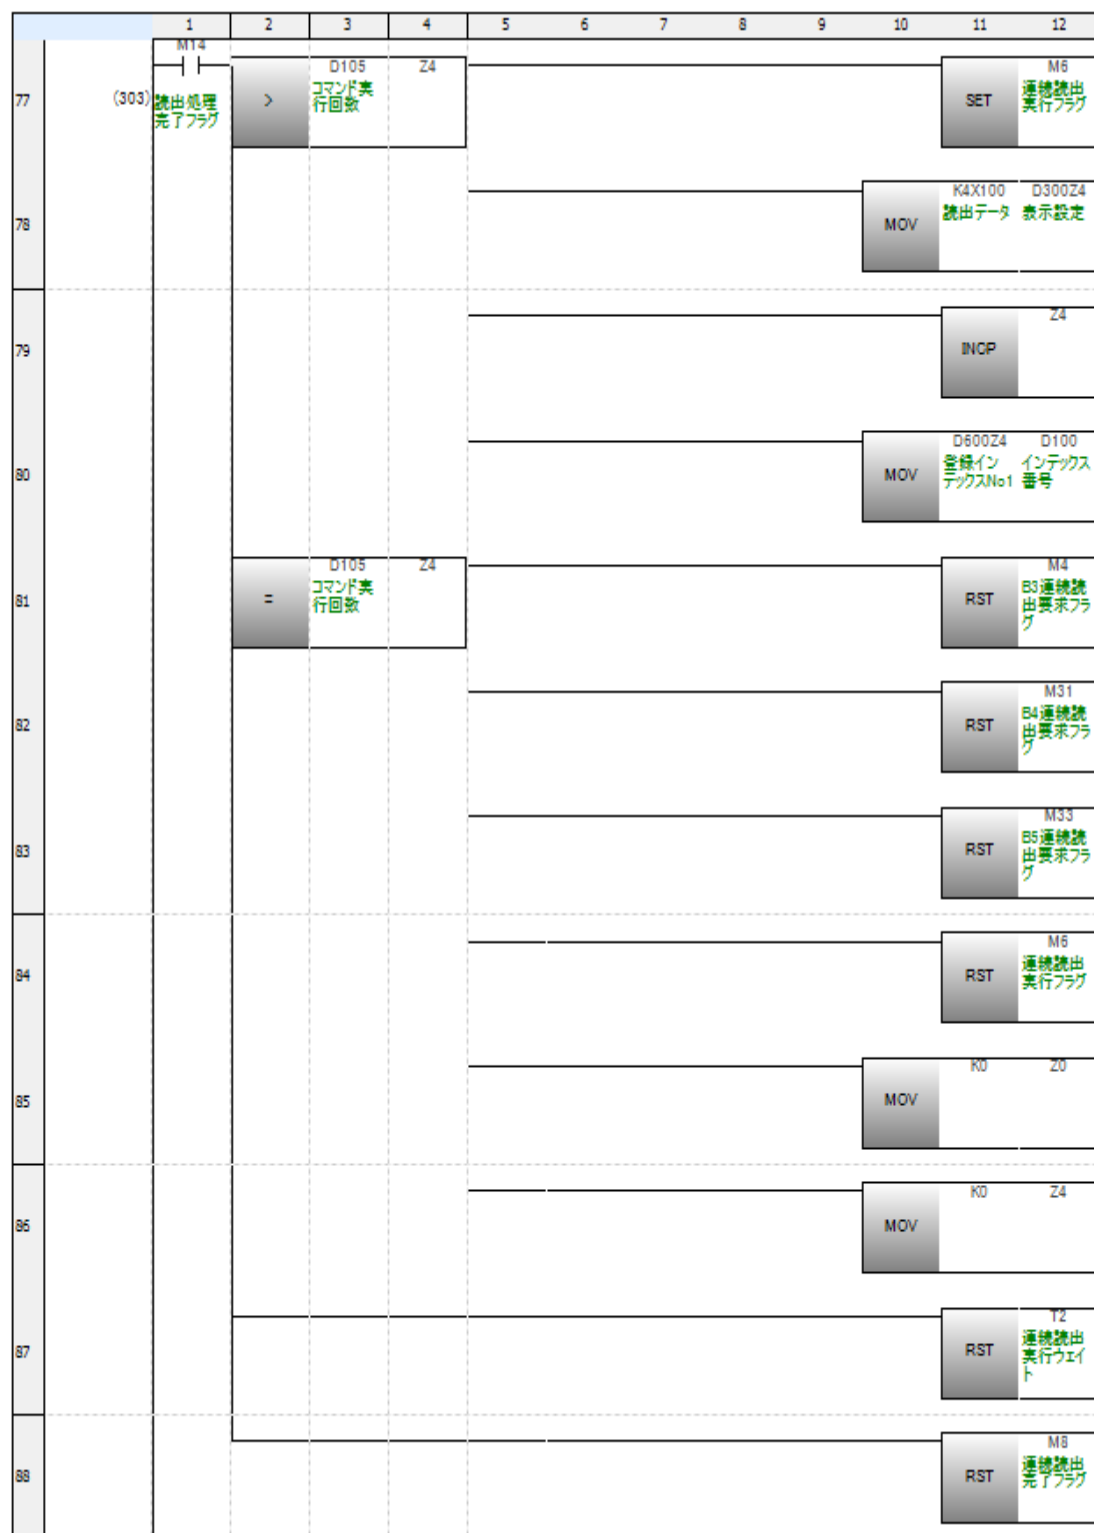 1 2 3 4 5 6 7 8 9 10 11 12
M14
77 (303)
読出処理
完了フラグ
>
D105 Z4
コマンド実
行回数
SET
M6
連続読出
実行フラグ
78
MOV
K4X100 D300Z4
読出データ 表示設定
79
INCP
Z4
80
MOV
D600Z4 D100
登録イン インデックス
デックスNo1 番号
81
=
D105 Z4
コマンド実
行回数
RST
M4
B3連続読
出要求フラ
グ
82
RST
M31
B4連続読
出要求フラ
グ
83
RST
M33
B5連続読
出要求フラ
グ
84
RST
M6
連続読出
実行フラグ
85
MOV
K0 Z0
86
MOV
K0 Z4
87
RST
T2
連続読出
実行ウェイ
ト
88
RST
M8
連続読出
完了フラグ